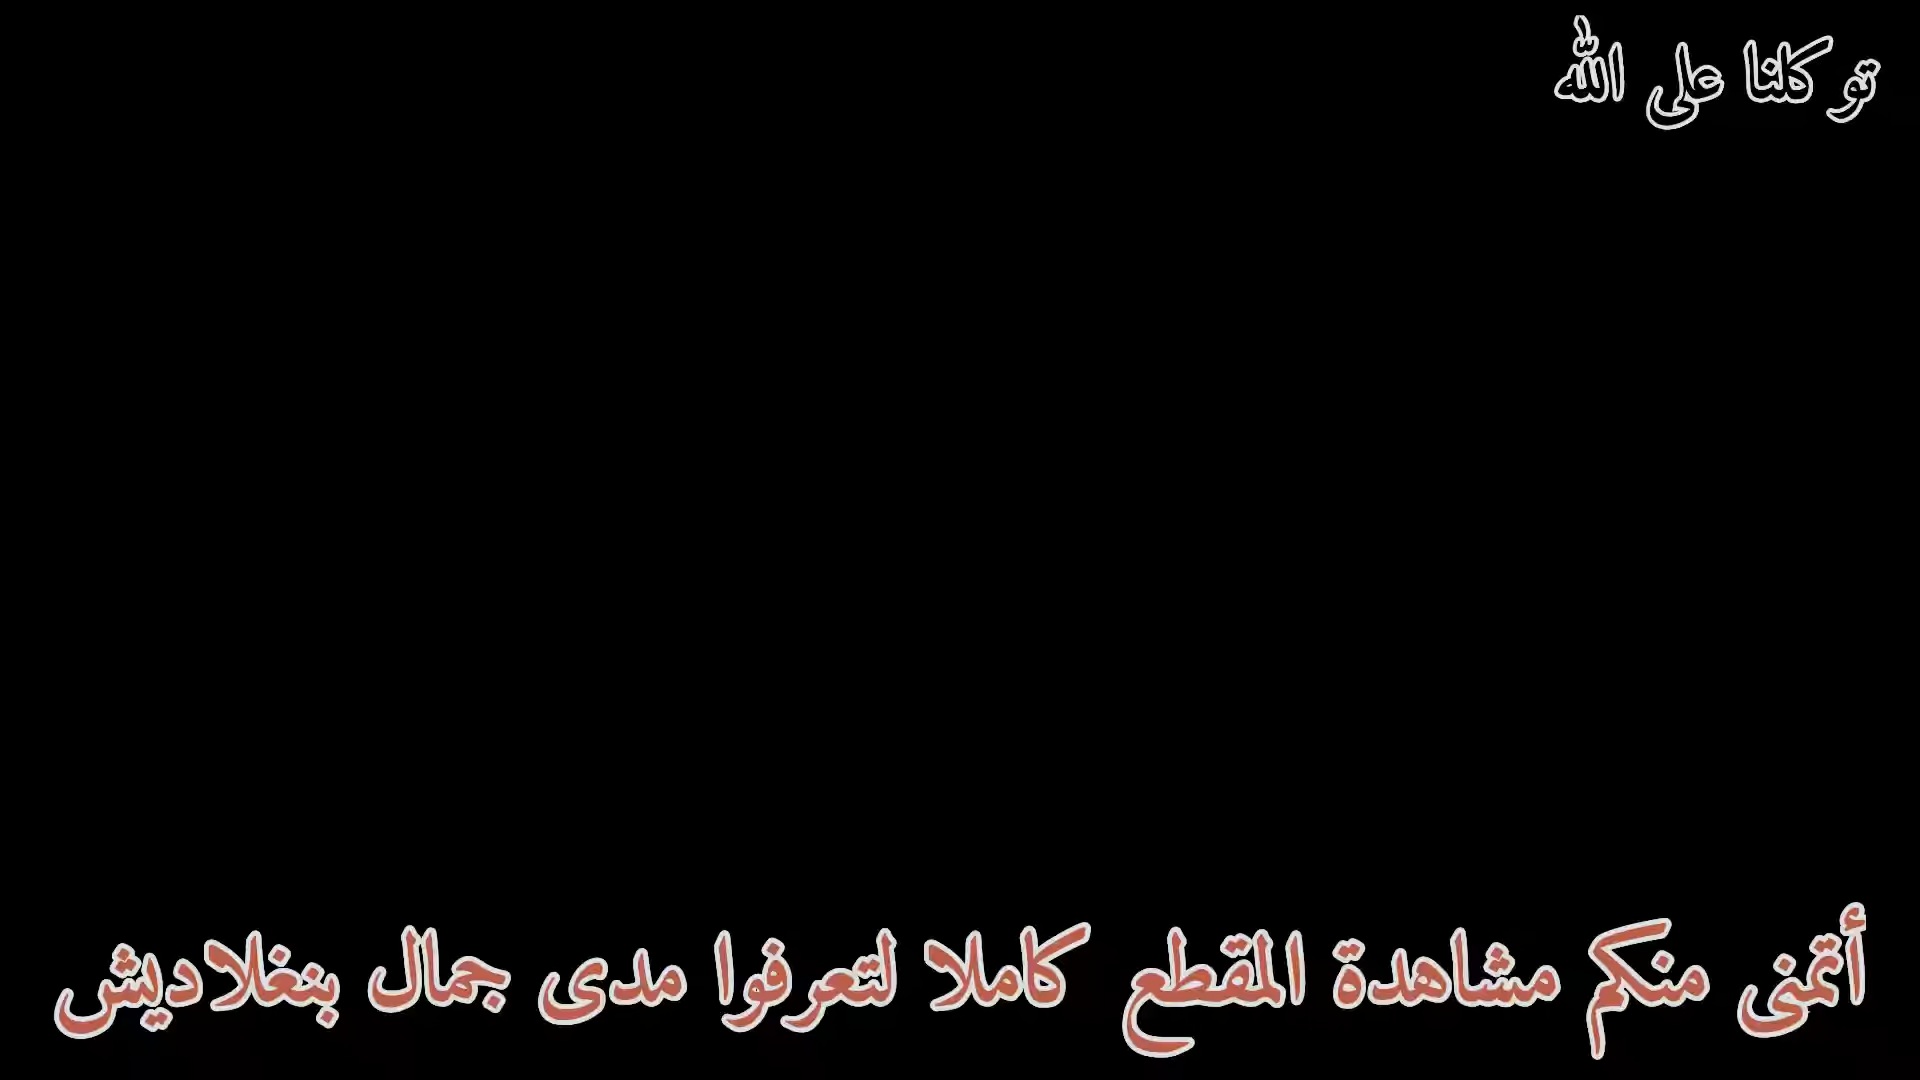 توكلنا على الله
أتمنى منكم مشاهدة المقطع كاملا لتعرفوا مدى جمال بنغلاديش